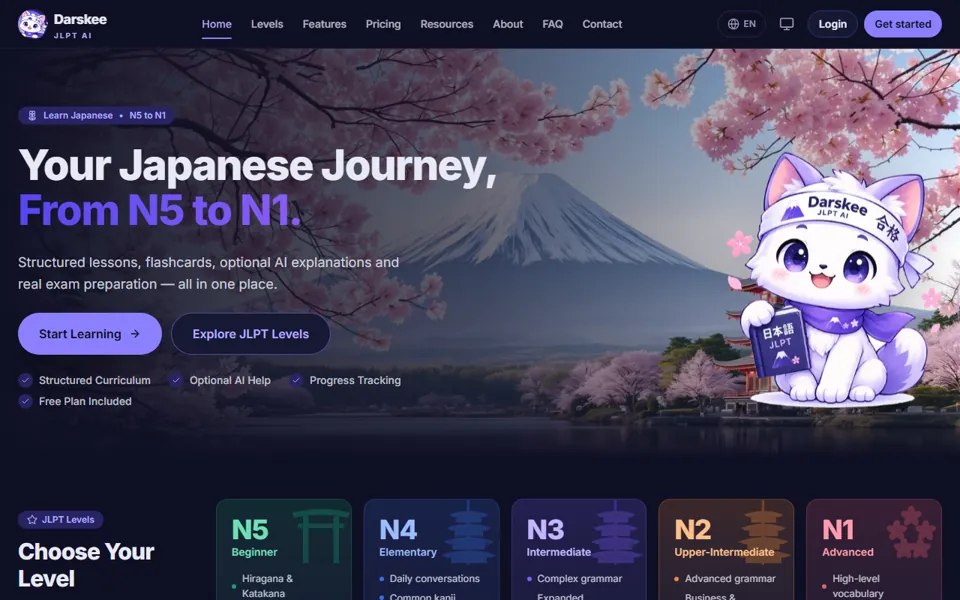 Darskee
JLPT AI
Home
Levels
Features
Pricing
Resources
About
FAQ
Contact
EN
Login
Get started
Learn Japanese • N5 to N1
Your Japanese Journey,
From N5 to N1.
Structured lessons, flashcards, optional AI explanations and
real exam preparation — all in one place.
Start Learning →
Explore JLPT Levels
Structured Curriculum
Optional AI Help
Progress Tracking
Free Plan Included
Darskee
JLPT AI
合格
日本語
JLPT
JLPT Levels
Choose Your
Level
N5
Beginner
Hiragana &
Katakana
N4
Elementary
Daily conversations
Common kanji
N3
Intermediate
Complex grammar
Expanded
N2
Upper-Intermediate
Advanced grammar
Business &
N1
Advanced
High-level
vocabulary